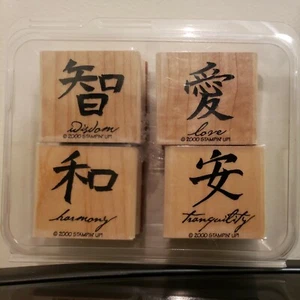 智
wisdom
© 2000 STAMPIN' UP!
愛
love
© 2000 STAMPIN' UP!
和
harmony
© 2000 STAMPIN' UP!
安
tranquility
© 2000 STAMPIN' UP!